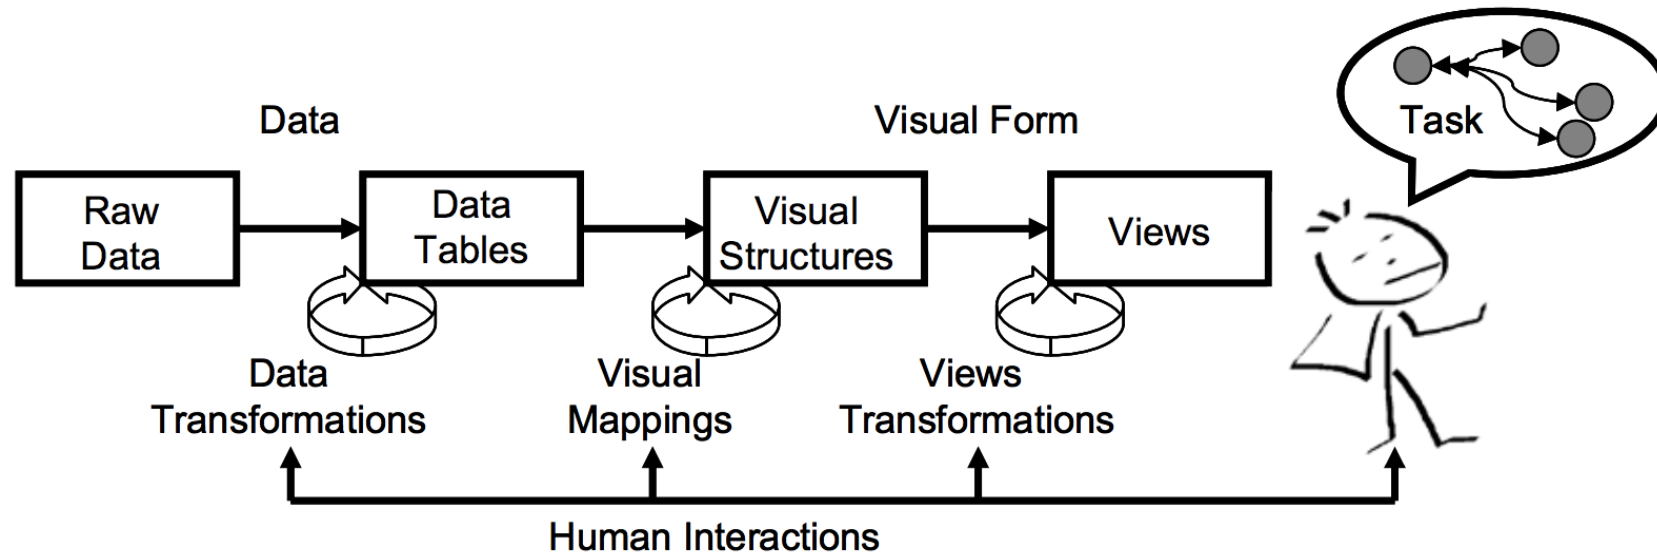 Data
Visual Form
Task
Raw
Data
Data
Tables
Visual
Structures
Views
Data
Transformations
Visual
Mappings
Views
Transformations
Human Interactions